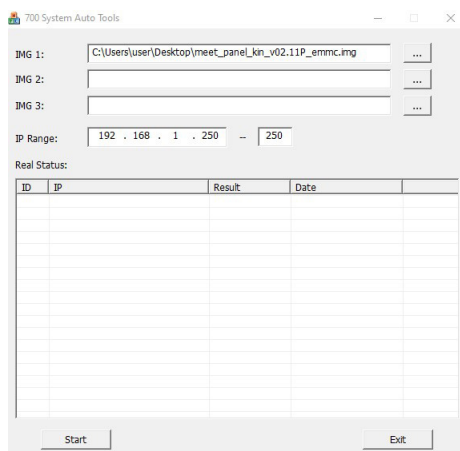 700 System Auto Tools
IMG 1: C:\Users\user\Desktop\meet_panel_kin_v02.11P_emmc.img ...
IMG 2: ...
IMG 3: ...
IP Range: 192 . 168 . 1 . 250 -- 250
Real Status:
ID IP Result Date
Start Exit